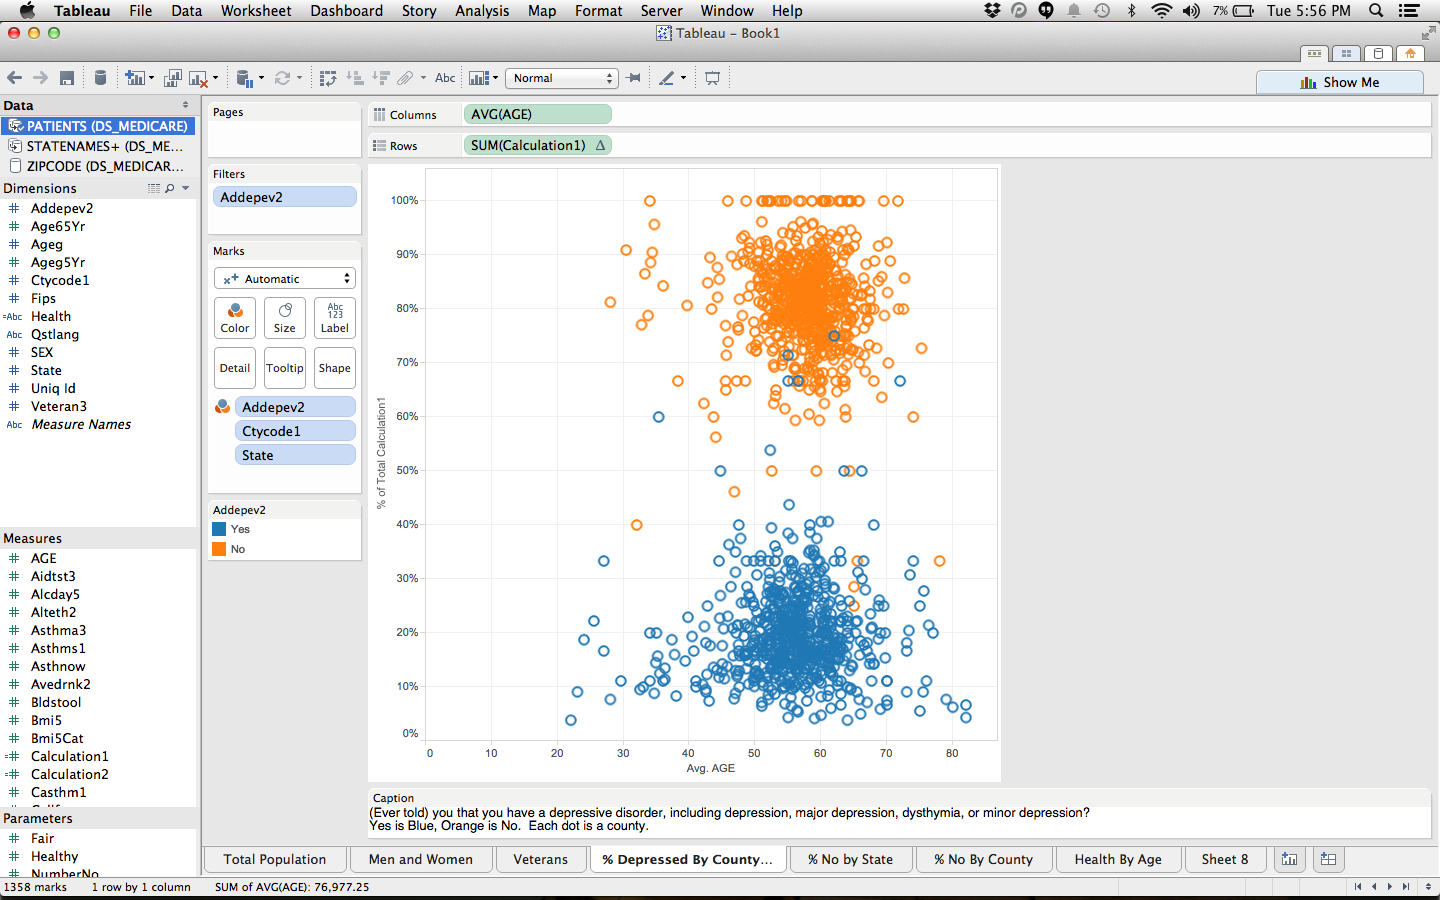 Tableau File Data Worksheet Dashboard Story Analysis Map Format Server Window Help 7% Tue 5:56 PM
Tableau - Book1
Abc Normal Show Me
Data
PATIENTS (DS_MEDICARE)
STATENAMES+ (DS_ME...
ZIPCODE (DS_MEDICAR...
Dimensions
Addepev2
Age65Yr
Ageg
Ageg5Yr
Ctycode1
Fips
=Abc Health
Abc Qstlang
SEX
State
Uniq Id
Veteran3
Abc Measure Names
Measures
AGE
Aidtst3
Alcday5
Alteth2
Asthma3
Asthms1
Asthnow
Avedrnk2
Bldstool
Bmi5
Bmi5Cat
Calculation1
Calculation2
Casthm1
Parameters
Fair
Healthy
NumberNo
Pages
Filters
Addepev2
Marks
Automatic
Abc
123
Color Size Label
Detail Tooltip Shape
Addepev2
Ctycode1
State
Addepev2
Yes
No
Columns AVG(AGE)
Rows SUM(Calculation1) Δ
% of Total Calculation1
100%
90%
80%
70%
60%
50%
40%
30%
20%
10%
0%
0 10 20 30 40 50 60 70 80
Avg. AGE
Caption
(Ever told) you that you have a depressive disorder, including depression, major depression, dysthymia, or minor depression?
Yes is Blue, Orange is No. Each dot is a county.
Total Population Men and Women Veterans % Depressed By County... % No by State % No By County Health By Age Sheet 8
1358 marks 1 row by 1 column SUM of AVG(AGE): 76,977.25